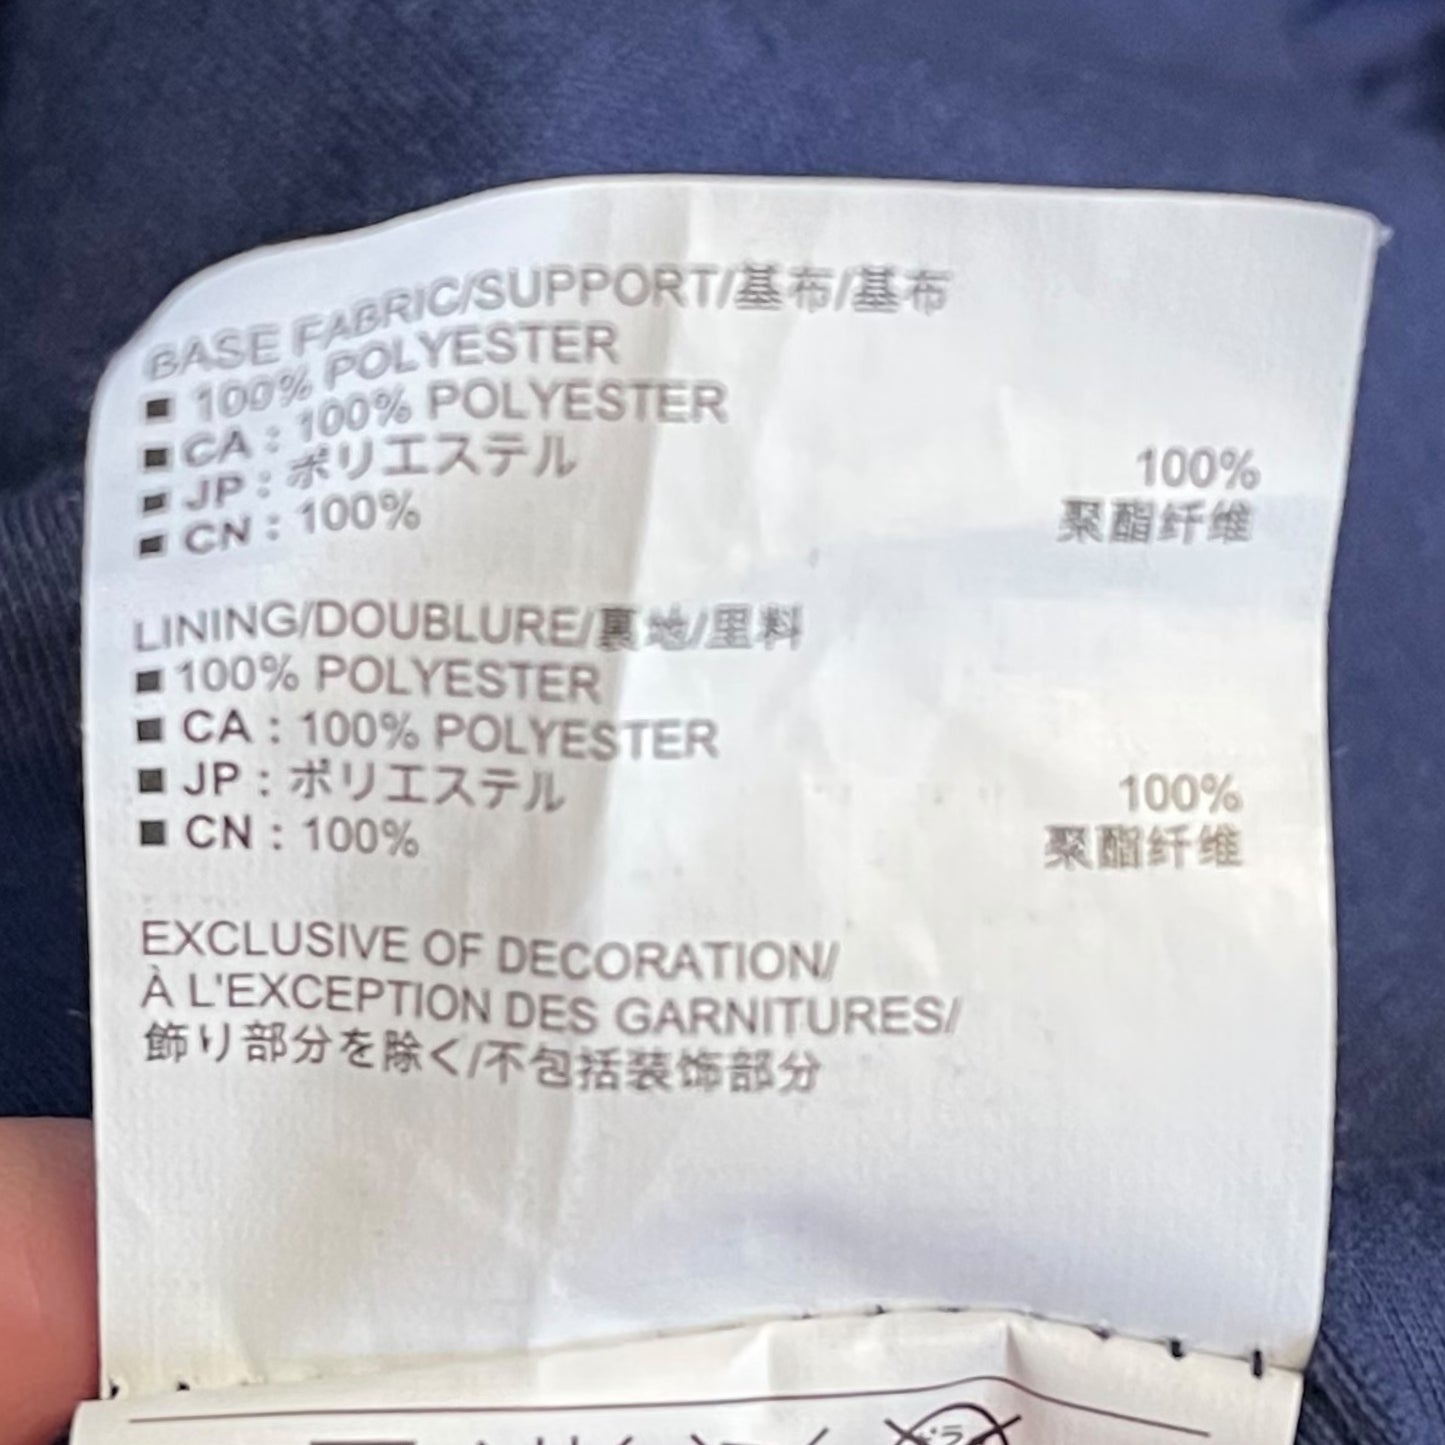 BASE FABRIC/SUPPORT/基布/基布
■ 100% POLYESTER
■ CA : 100% POLYESTER
■ JP : ポリエステル 100%
■ CN : 100% 聚酯纤维
LINING/DOUBLURE/裏地/里料
■ 100% POLYESTER
■ CA : 100% POLYESTER
■ JP : ポリエステル 100%
■ CN : 100% 聚酯纤维
EXCLUSIVE OF DECORATION/
À L'EXCEPTION DES GARNITURES/
飾り部分を除く/不包括装饰部分